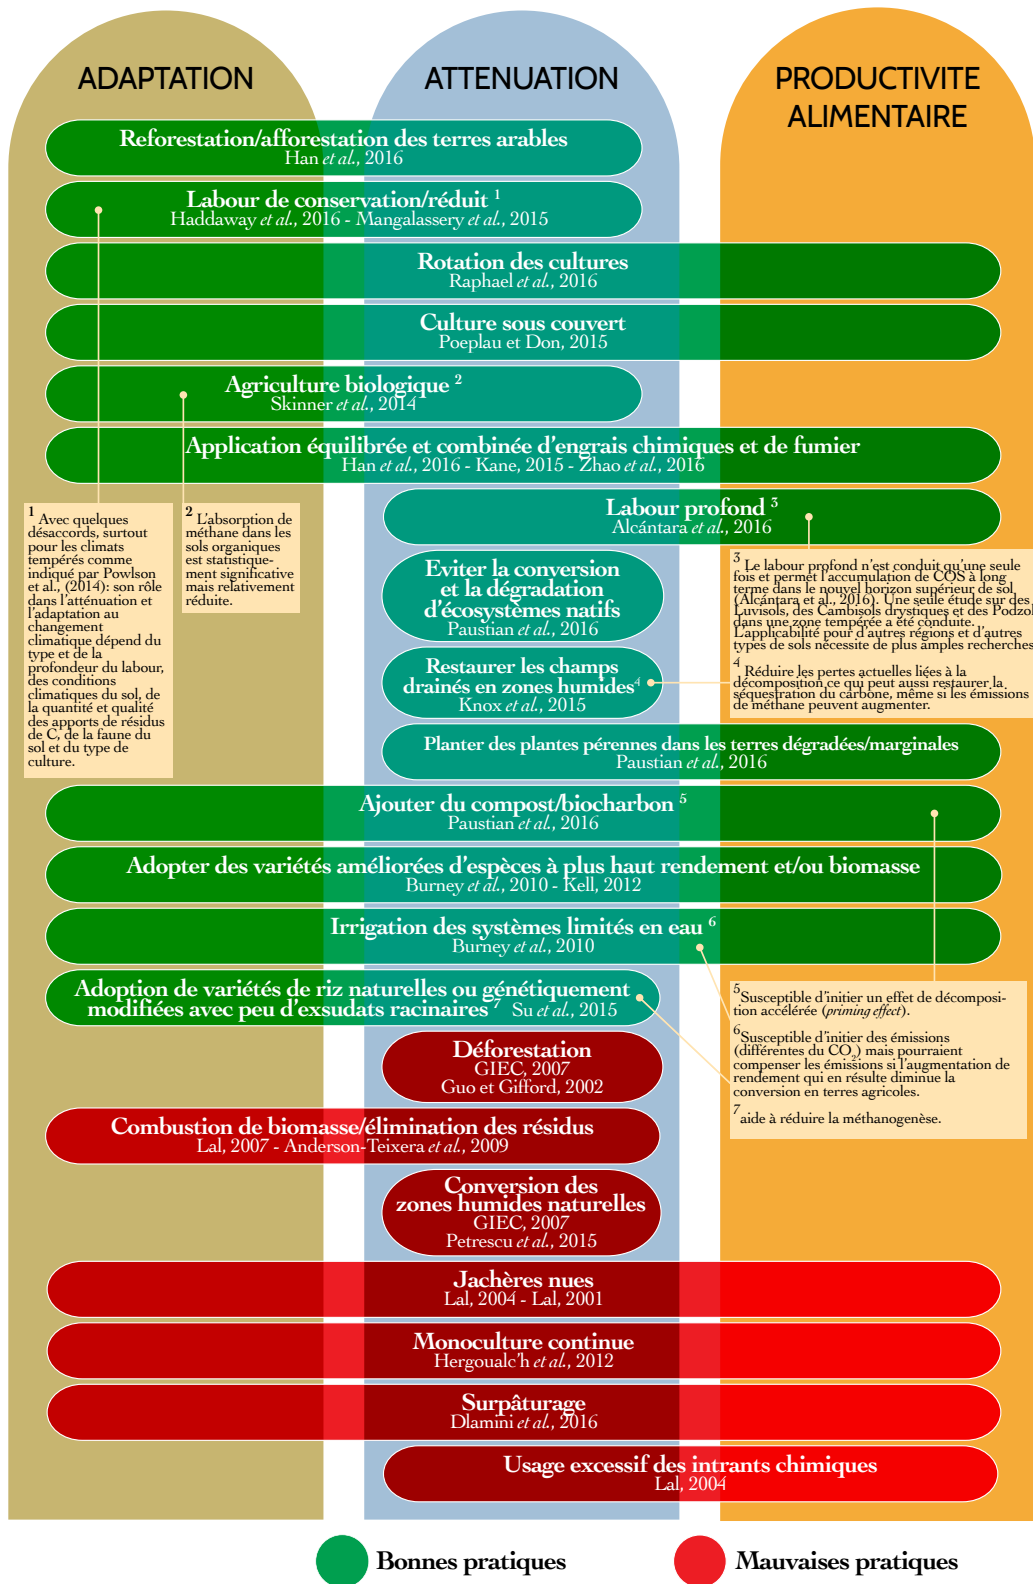 ADAPTATION
ATTENUATION
PRODUCTIVITE
ALIMENTAIRE
Reforestation/afforestation des terres arables
Han et al., 2016
Labour de conservation/réduit 1
Haddaway et al., 2016 - Mangalassery et al., 2015
Rotation des cultures
Raphael et al., 2016
Culture sous couvert
Poeplau et Don, 2015
Agriculture biologique 2
Skinner et al., 2014
Application équilibrée et combinée d'engrais chimiques et de fumier
Han et al., 2016 - Kane, 2015 - Zhao et al., 2016
Labour profond 3
Alcántara et al., 2016
1 Avec quelques
désaccords, surtout
pour les climats
tempérés comme
indiqué par Powlson
et al., (2014): son rôle
dans l'atténuation et
l'adaptation au
changement
climatique dépend du
type et de la
profondeur du labour,
des conditions
climatiques du sol, de
la quantité et qualité
des apports de résidus
de C, de la faune du
sol et du type de
culture.
2 L'absorption de
méthane dans les
sols organiques
est statistique-
ment significative
mais relativement
réduite.
Eviter la conversion
et la dégradation
d'écosystèmes natifs
Paustian et al., 2016
3 Le labour profond n'est conduit qu'une seule
fois et permet l'accumulation de COS à long
terme dans le nouvel horizon supérieur de sol
(Alcántara et al., 2016). Une seule étude sur des
Luvisols, des Cambisols drystiques et des Podzol
dans une zone tempérée a été conduite.
L'applicabilité pour d'autres régions et d'autres
types de sols nécesite de plus amples recherches
4 Réduire les pertes actuelles liées à la
décomposition ce qui peut aussi restaurer la
séquestration du carbone, même si les émissions
de méthane peuvent augmenter.
Restaurer les champs
drainés en zones humides4
Knox et al., 2015
Planter des plantes pérennes dans les terres dégradées/marginales
Paustian et al., 2016
Ajouter du compost/biocharbon 5
Paustian et al., 2016
Adopter des variétés améliorées d'espèces à plus haut rendement et/ou biomasse
Burney et al., 2010 - Kell, 2012
Irrigation des systèmes limités en eau 6
Burney et al., 2010
Adoption de variétés de riz naturelles ou génétiquement
modifiées avec peu d'exsudats racinaires 7 Su et al., 2015
5 Susceptible d'initier un effet de décomposi-
tion accélérée (priming effect).
6 Susceptible d'initier des émissions
(différentes du CO2) mais pourraient
compenser les émissions si l'augmentation de
rendement qui en résulte diminue la
conversion en terres agricoles.
7 aide à réduire la méthanogenèse.
Déforestation
GIEC, 2007
Guo et Gifford, 2002
Combustion de biomasse/élimination des résidus
Lal, 2007 - Anderson-Teixera et al., 2009
Conversion des
zones humides naturelles
GIEC, 2007
Petrescu et al., 2015
Jachères nues
Lal, 2004 - Lal, 2001
Monoculture continue
Hergoualc'h et al., 2012
Surpâturage
Dlamini et al., 2016
Usage excessif des intrants chimiques
Lal, 2004
Bonnes pratiques
Mauvaises pratiques